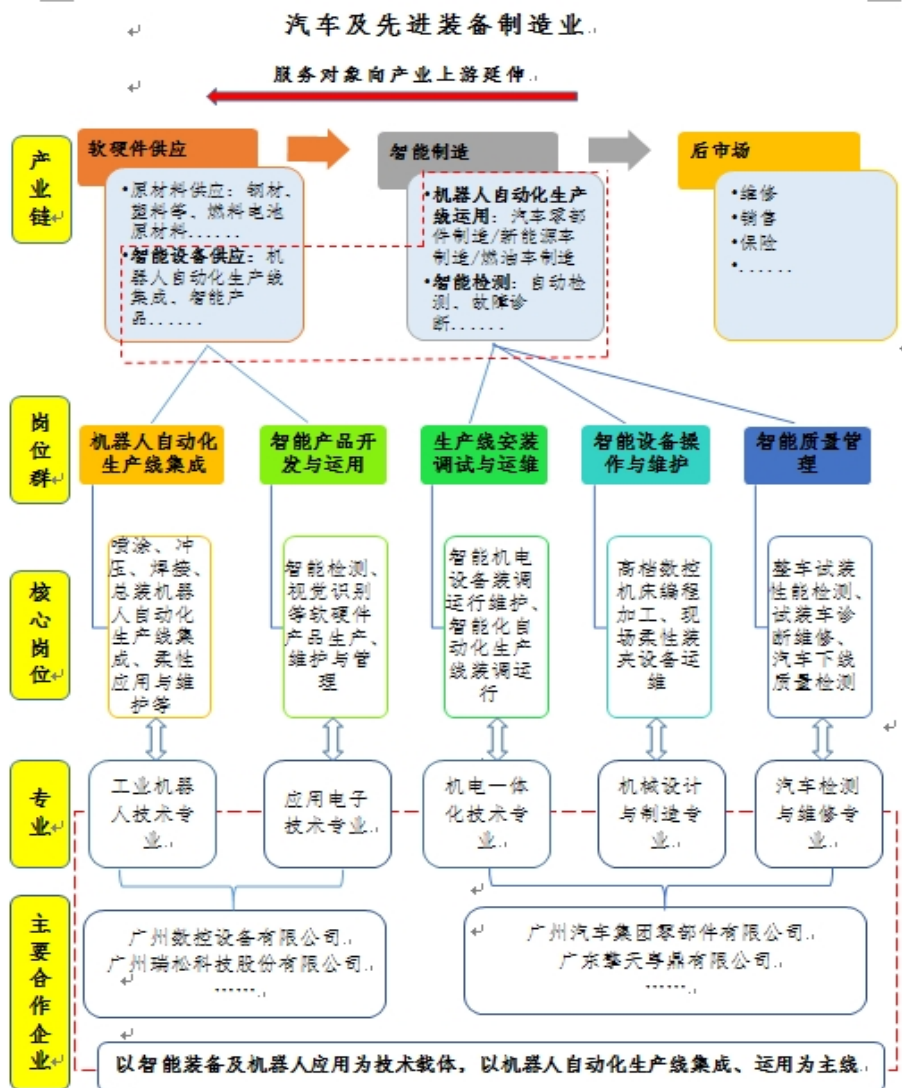 汽车及先进装备制造业
服务对象向产业上游延伸
产业链
软硬件供应
•原材料供应：钢材、
塑料等、燃料电池
原材料......
•智能设备供应：机
器人自动化生产线
集成、智能产
品......
智能制造
•机器人自动化生产
线运用：汽车零部
件制造/新能源车
制造/燃油车制造
•智能检测：自动检
测、故障诊
断......
后市场
•维修
•销售
•保险
•......
岗位群
机器人自动化
生产线集成
智能产品开
发与运用
生产线安装
调试与运维
智能设备操
作与维护
智能质量管
理
核心岗位
喷涂、冲
压、焊接、
总装机器
人自动化
生产线集
成、柔性
应用与维
护等
智能检测、
视觉识别
等软硬件
产品生产、
维护与管
理
智能机电
设备装调
运行维护、
智能化自
动化生产
线装调运
行
高档数控
机床编程
加工、现
场柔性装
夹设备运
维
整车试装
性能检测、
试装车诊
断维修、
汽车下线
质量检测
专业
工业机器
人技术专
业
应用电子
技术专业
机电一体
化技术专
业
机械设计
与制造专
业
汽车检测
与维修专
业
主要合作企业
广州数控设备有限公司
广州瑞松科技股份有限公司
......
广州汽车集团零部件有限公司
广东擎天粤鼎有限公司
......
以智能装备及机器人应用为技术载体，以机器人自动化生产线集成、运用为主线